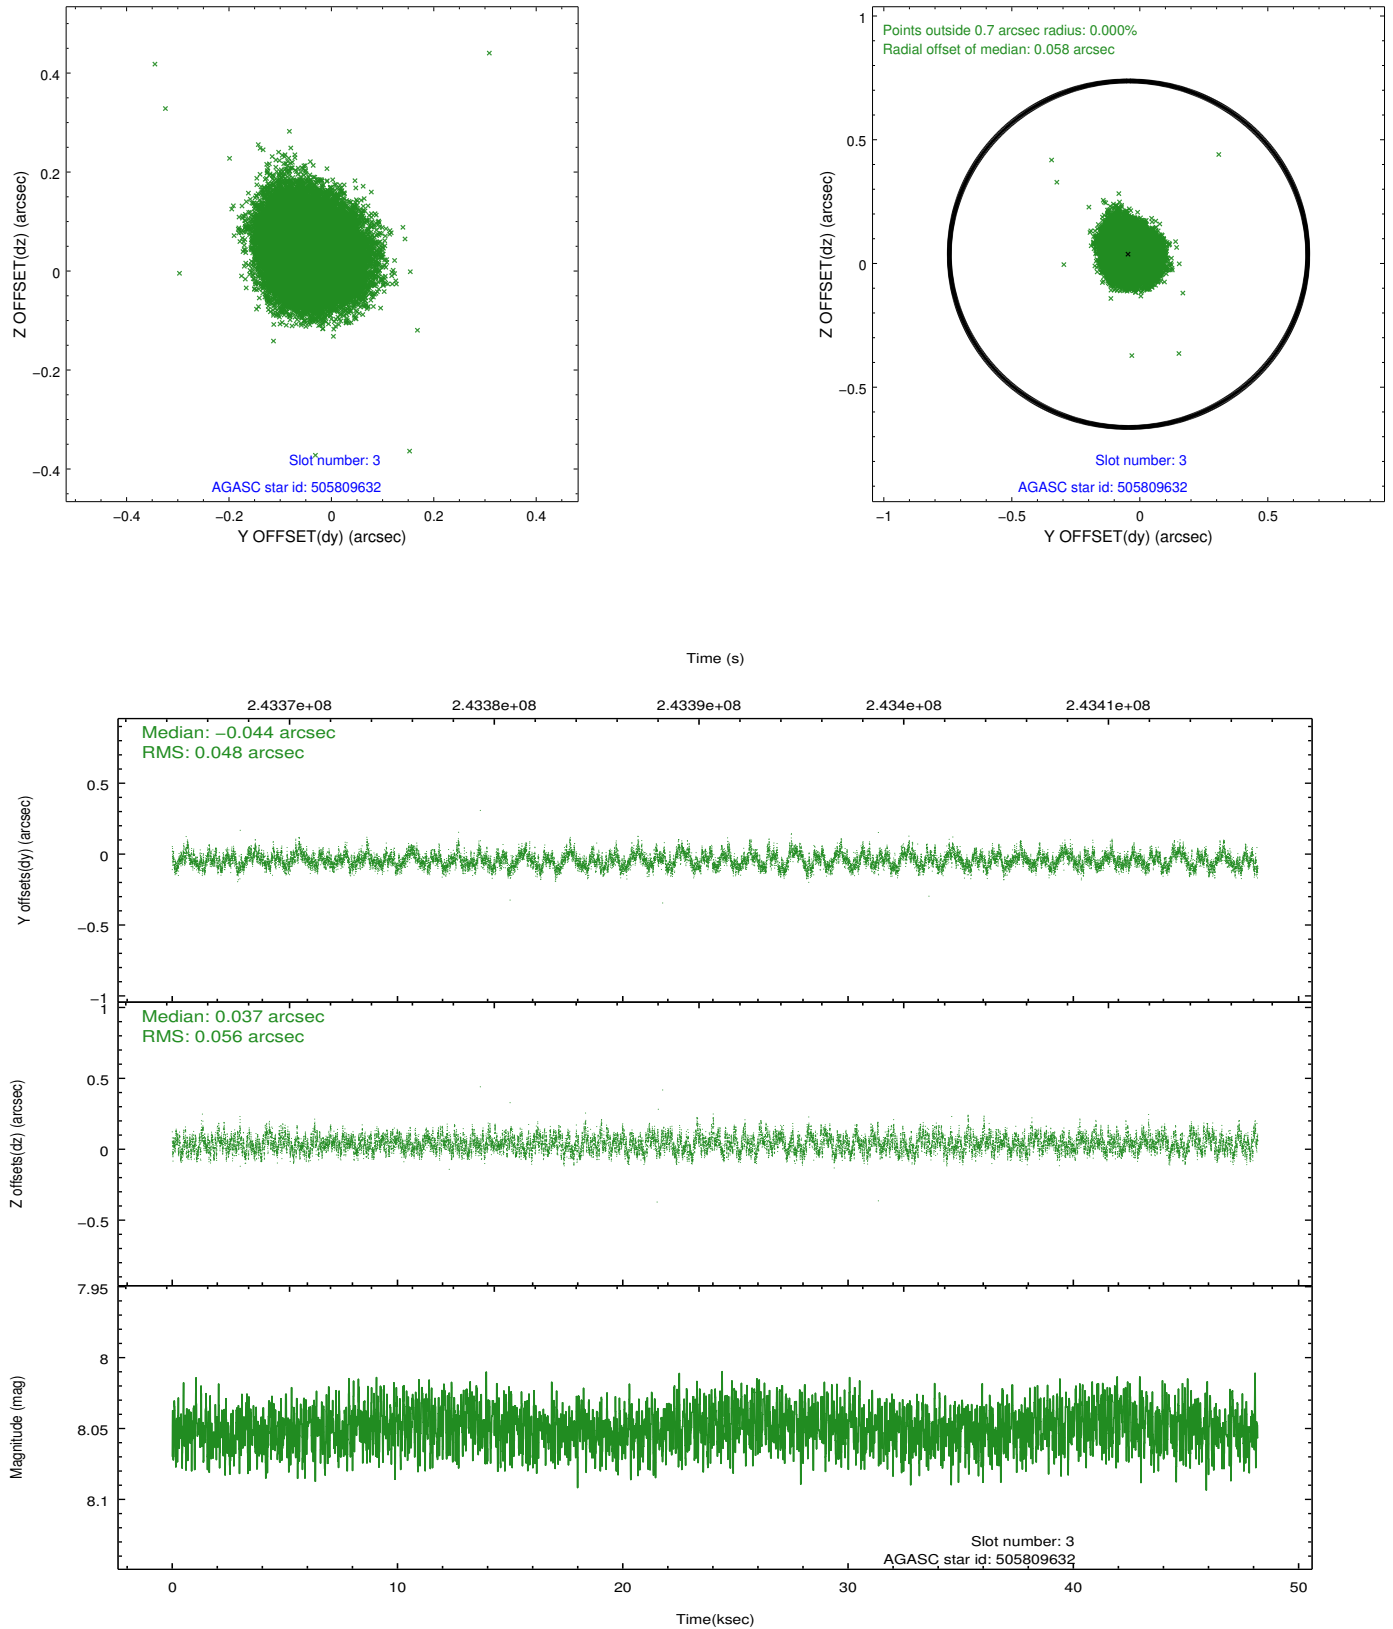 0.4
0.2
0
−0.2
−0.4
Z OFFSET(dz) (arcsec)
Slot number: 3
AGASC star id: 505809632
−0.4
−0.2
0
0.2
0.4
Y OFFSET(dy) (arcsec)
1
0.5
0
−0.5
Z OFFSET(dz) (arcsec)
Points outside 0.7 arcsec radius: 0.000%
Radial offset of median: 0.058 arcsec
Slot number: 3
AGASC star id: 505809632
−1
−0.5
0
0.5
Y OFFSET(dy) (arcsec)
Time (s)
2.4337e+08
2.4338e+08
2.4339e+08
2.434e+08
2.4341e+08
Median: −0.044 arcsec
RMS: 0.048 arcsec
0.5
0
−0.5
−1
Y offsets(dy) (arcsec)
Median: 0.037 arcsec
RMS: 0.056 arcsec
1
0.5
0
−0.5
Z offsets(dz) (arcsec)
7.95
8
8.05
8.1
Magnitude (mag)
Slot number: 3
AGASC star id: 505809632
0
10
20
30
40
50
Time(ksec)